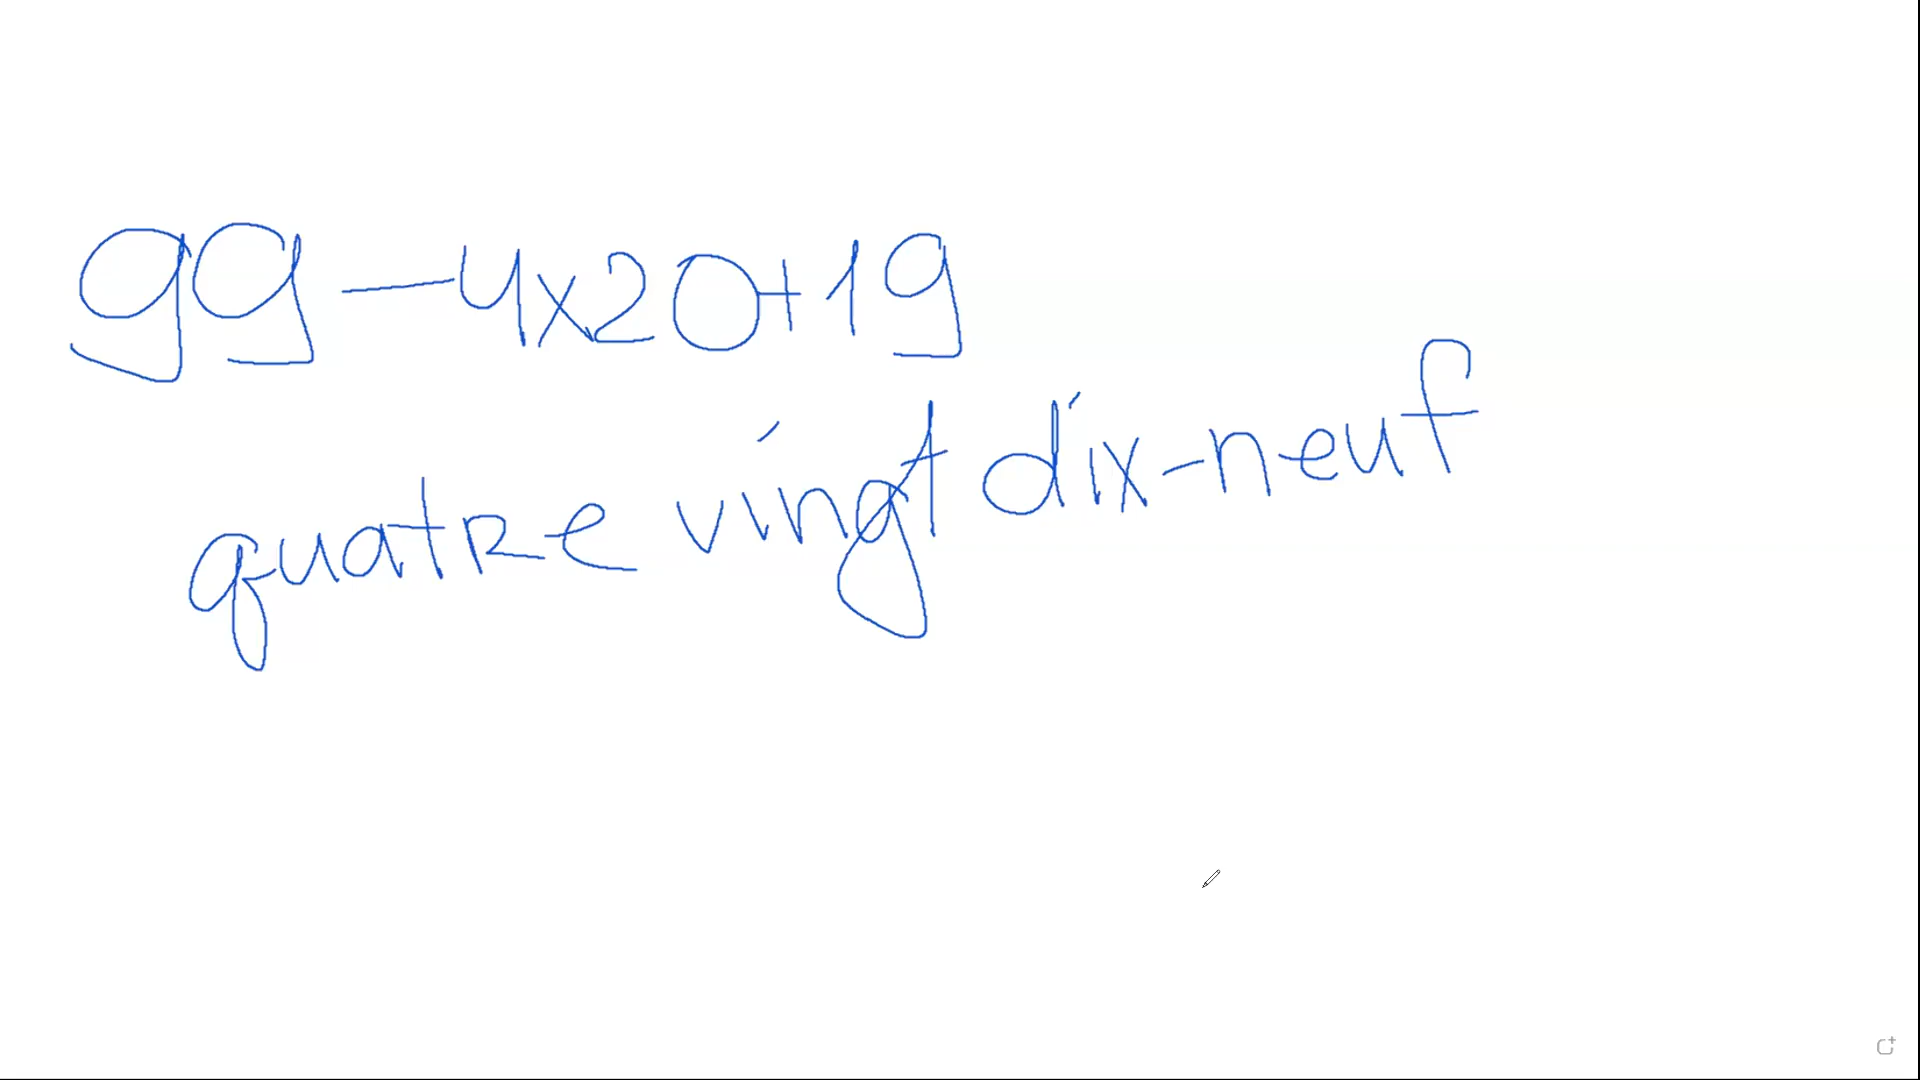 99 — 4x20+19
quatre vingt dix-neuf